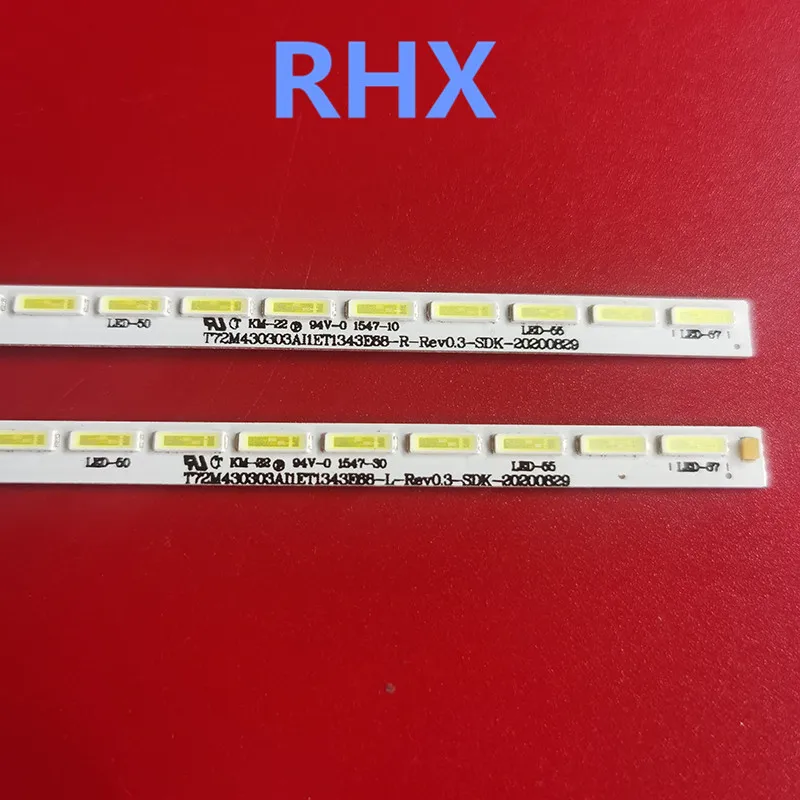 RHX
LED-50 KM-22 94V-0 1547-10 LED-55 LED-57
T72M430303AI1ET1343E68-R-Rev0.3-SDK-20200829
LED-50 KM-22 94V-0 1547-30 LED-55 LED-57
T72M430303AI1ET1343E68-L-Rev0.3-SDK-20200829